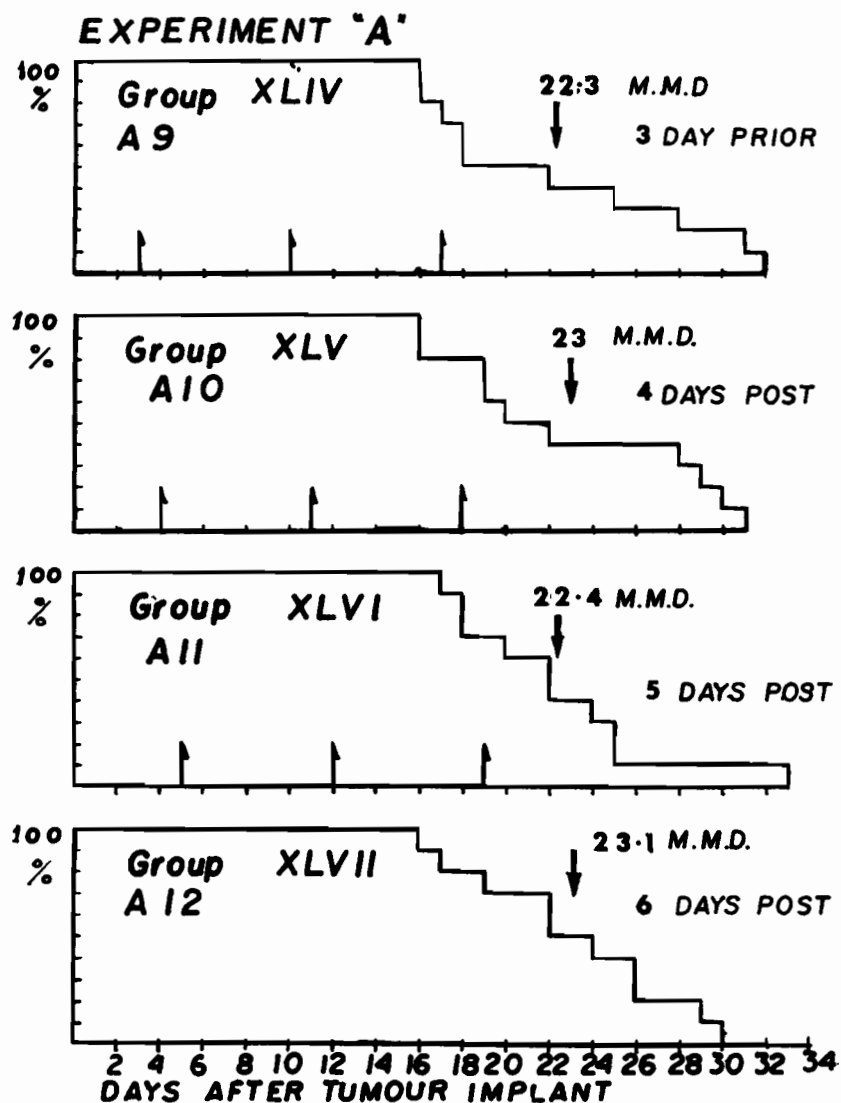 EXPERIMENT "A"
100
%
Group XLIV
A9
22.3 M.M.D
3 DAY PRIOR
100
%
Group XLV
A10
23 M.M.D.
4 DAYS POST
100
%
Group XLVI
A11
22.4 M.M.D.
5 DAYS POST
100
%
Group XLVII
A12
23.1 M.M.D.
6 DAYS POST
2 4 6 8 10 12 14 16 18 20 22 24 26 28 30 32 34
DAYS AFTER TUMOUR IMPLANT